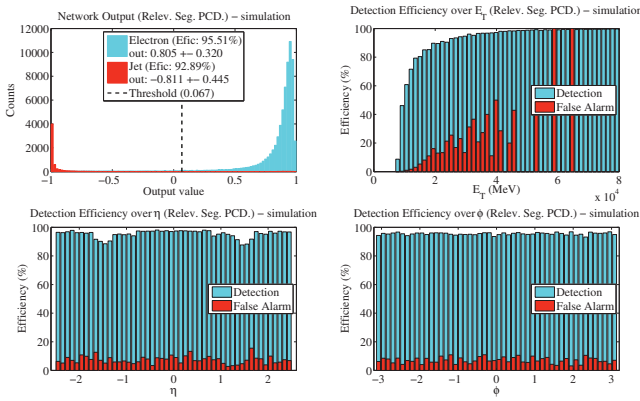 Network Output (Relev. Seg. PCD.) − simulation
12000
10000
8000
6000
4000
2000
0
Counts
Electron (Efic: 95.51%)
out: 0.805 +− 0.320
Jet (Efic: 92.89%)
out: −0.811 +− 0.445
Threshold (0.067)
−1
−0.5
0
0.5
1
Output value
Detection Efficiency over E_T (Relev. Seg. PCD.) − simulation
100
80
60
40
20
0
Efficiency (%)
Detection
False Alarm
0
2
4
6
8
E_T (MeV)
x 10^4
Detection Efficiency over η (Relev. Seg. PCD.) − simulation
100
80
60
40
20
0
Efficiency (%)
Detection
False Alarm
−2
−1
0
1
2
η
Detection Efficiency over ϕ (Relev. Seg. PCD.) − simulation
100
80
60
40
20
0
Efficiency (%)
Detection
False Alarm
−3
−2
−1
0
1
2
3
ϕ